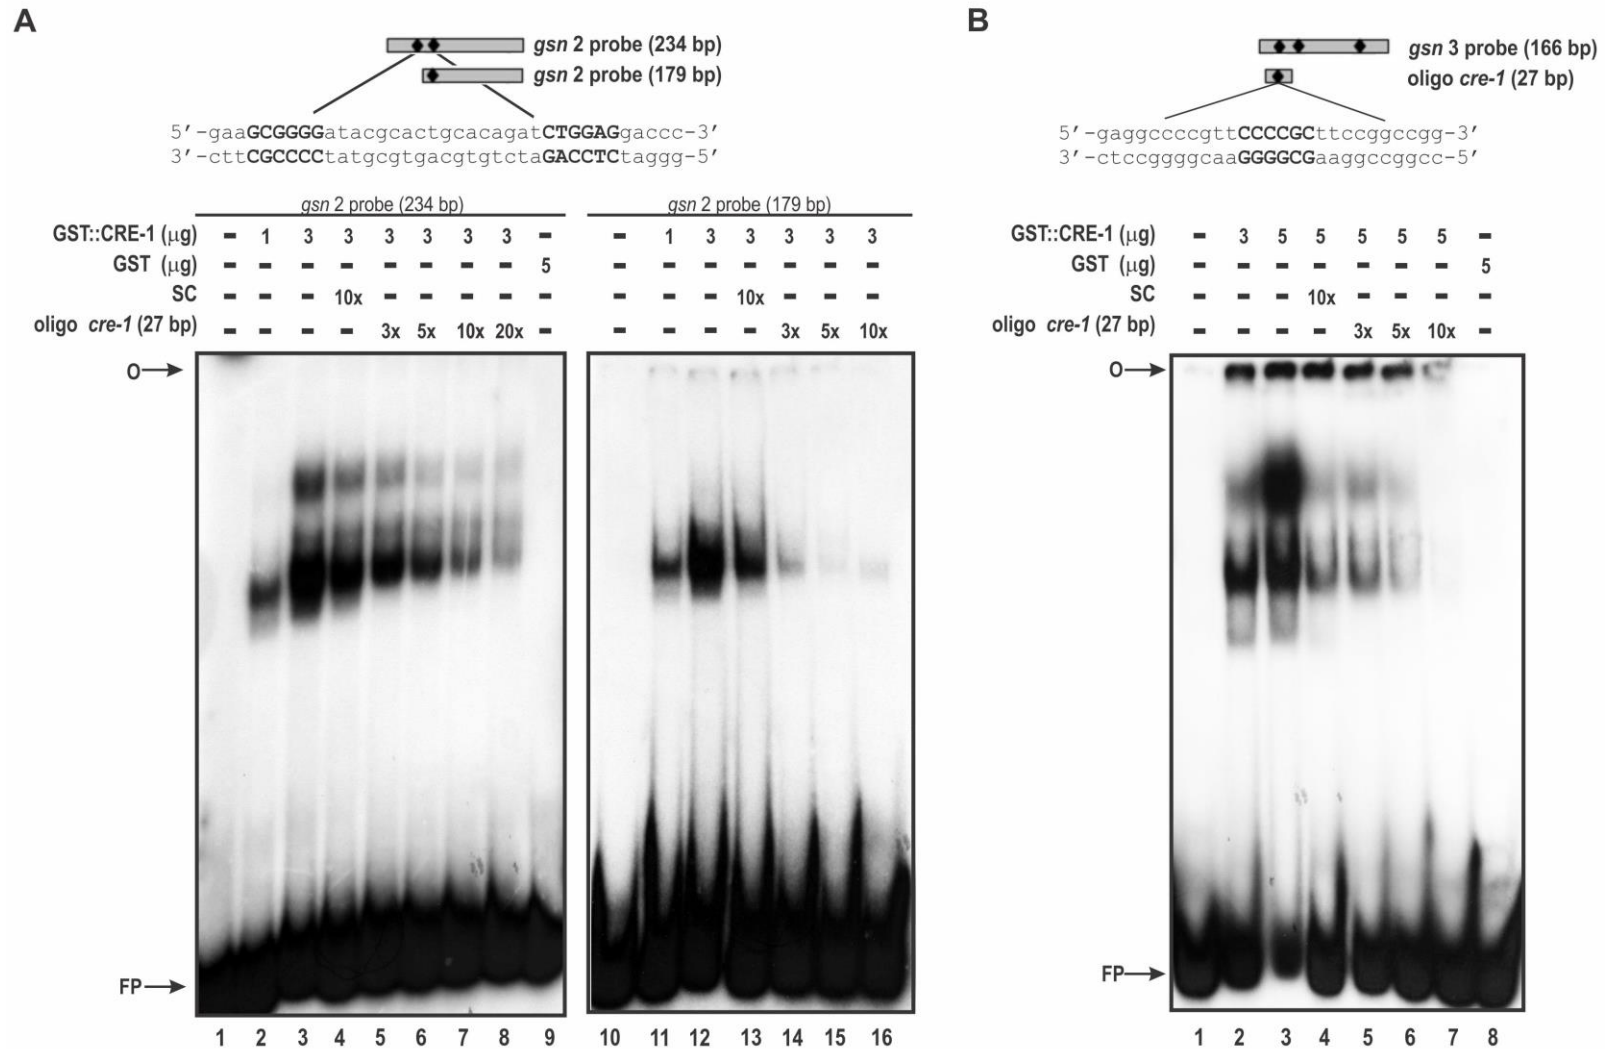 A
gsn 2 probe (234 bp)
gsn 2 probe (179 bp)
5′-gaaGCGGGGatacgcactgcacagatCTGGAGgaccc-3′
3′-cttCGCCCCtatgcgtgacgtgtctaGACCTCtaggg-5′
gsn 2 probe (234 bp)
gsn 2 probe (179 bp)
GST::CRE-1 (µg) - 1 3 3 3 3 3 3 - - 1 3 3 3 3 3
GST (µg) - - - - - - - - 5 - - - - - - -
SC - - - 10x - - - - - - - - 10x - - -
oligo cre-1 (27 bp) - - - - 3x 5x 10x 20x - - - - - 3x 5x 10x
O
FP
1 2 3 4 5 6 7 8 9 10 11 12 13 14 15 16
B
gsn 3 probe (166 bp)
oligo cre-1 (27 bp)
5′-gaggccccgttCCCCGCttccggccgg-3′
3′-ctccggggcaaGGGGCGaaggccggcc-5′
GST::CRE-1 (µg) - 3 5 5 5 5 5 -
GST (µg) - - - - - - - 5
SC - - - 10x - - - -
oligo cre-1 (27 bp) - - - - 3x 5x 10x -
O
FP
1 2 3 4 5 6 7 8